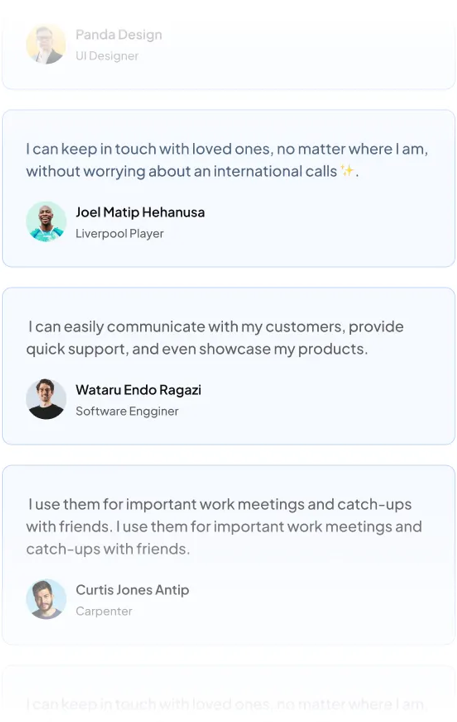 Panda Design
UI Designer
I can keep in touch with loved ones, no matter where I am,
without worrying about an international calls ✨.
Joel Matip Hehanusa
Liverpool Player
I can easily communicate with my customers, provide
quick support, and even showcase my products.
Wataru Endo Ragazi
Software Engginer
I use them for important work meetings and catch-ups
with friends. I use them for important work meetings and
catch-ups with friends.
Curtis Jones Antip
Carpenter
I can keep in touch with loved ones, no matter where I am,